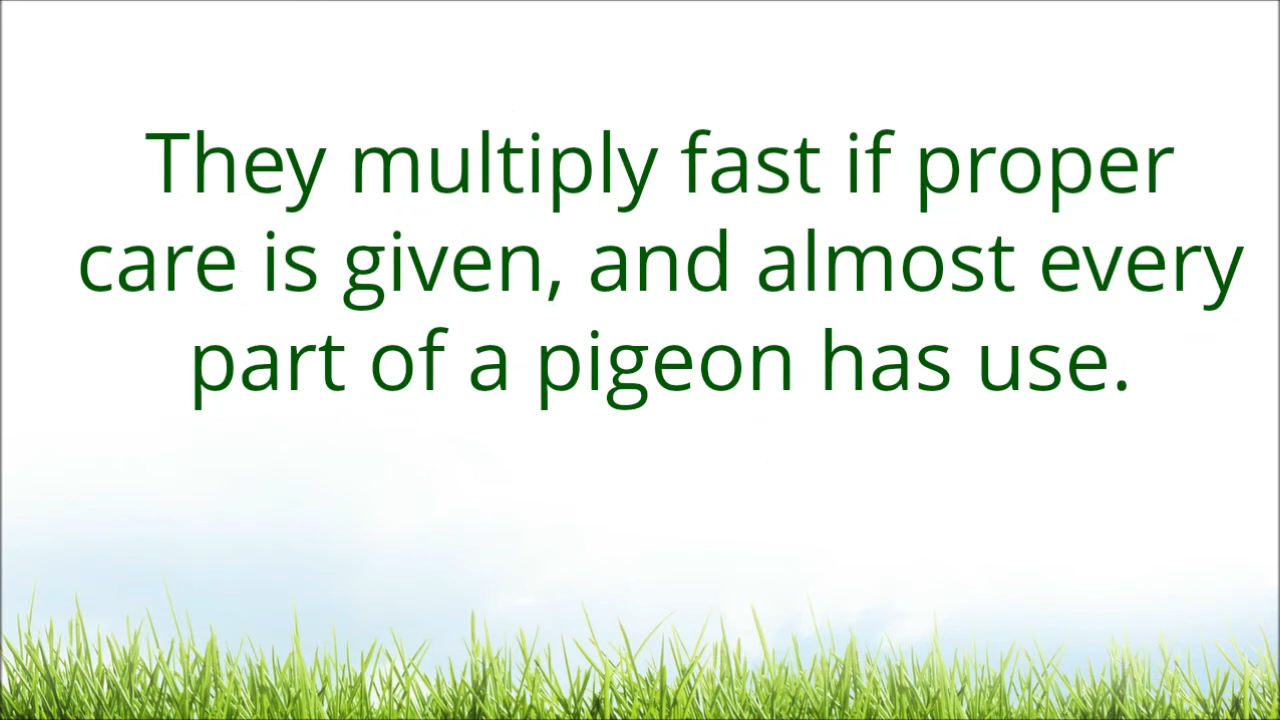 They multiply fast if proper
care is given, and almost every
part of a pigeon has use.